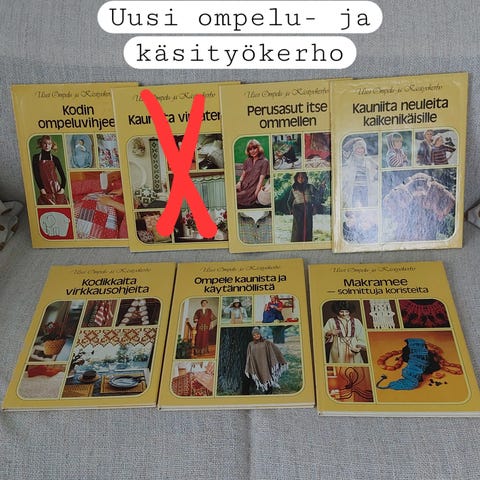 Uusi ompelu- ja
käsityökerho
Uusi Ompelu- ja Käsityökerho
Kodin
ompeluvihjeet
Uusi Ompelu- ja Käsityökerho
Kauniita
Uusi Ompelu- ja Käsityökerho
Perusasut itse
ommellen
Uusi Ompelu- ja Käsityökerho
Kauniita neuleita
kaikenikäisille
Uusi Ompelu- ja Käsityökerho
Kodikkaita
virkkausohjeita
Uusi Ompelu- ja Käsityökerho
Ompele kaunista ja
käytännöllistä
Uusi Ompelu- ja Käsityökerho
Makramee
– solmittuja koristeita